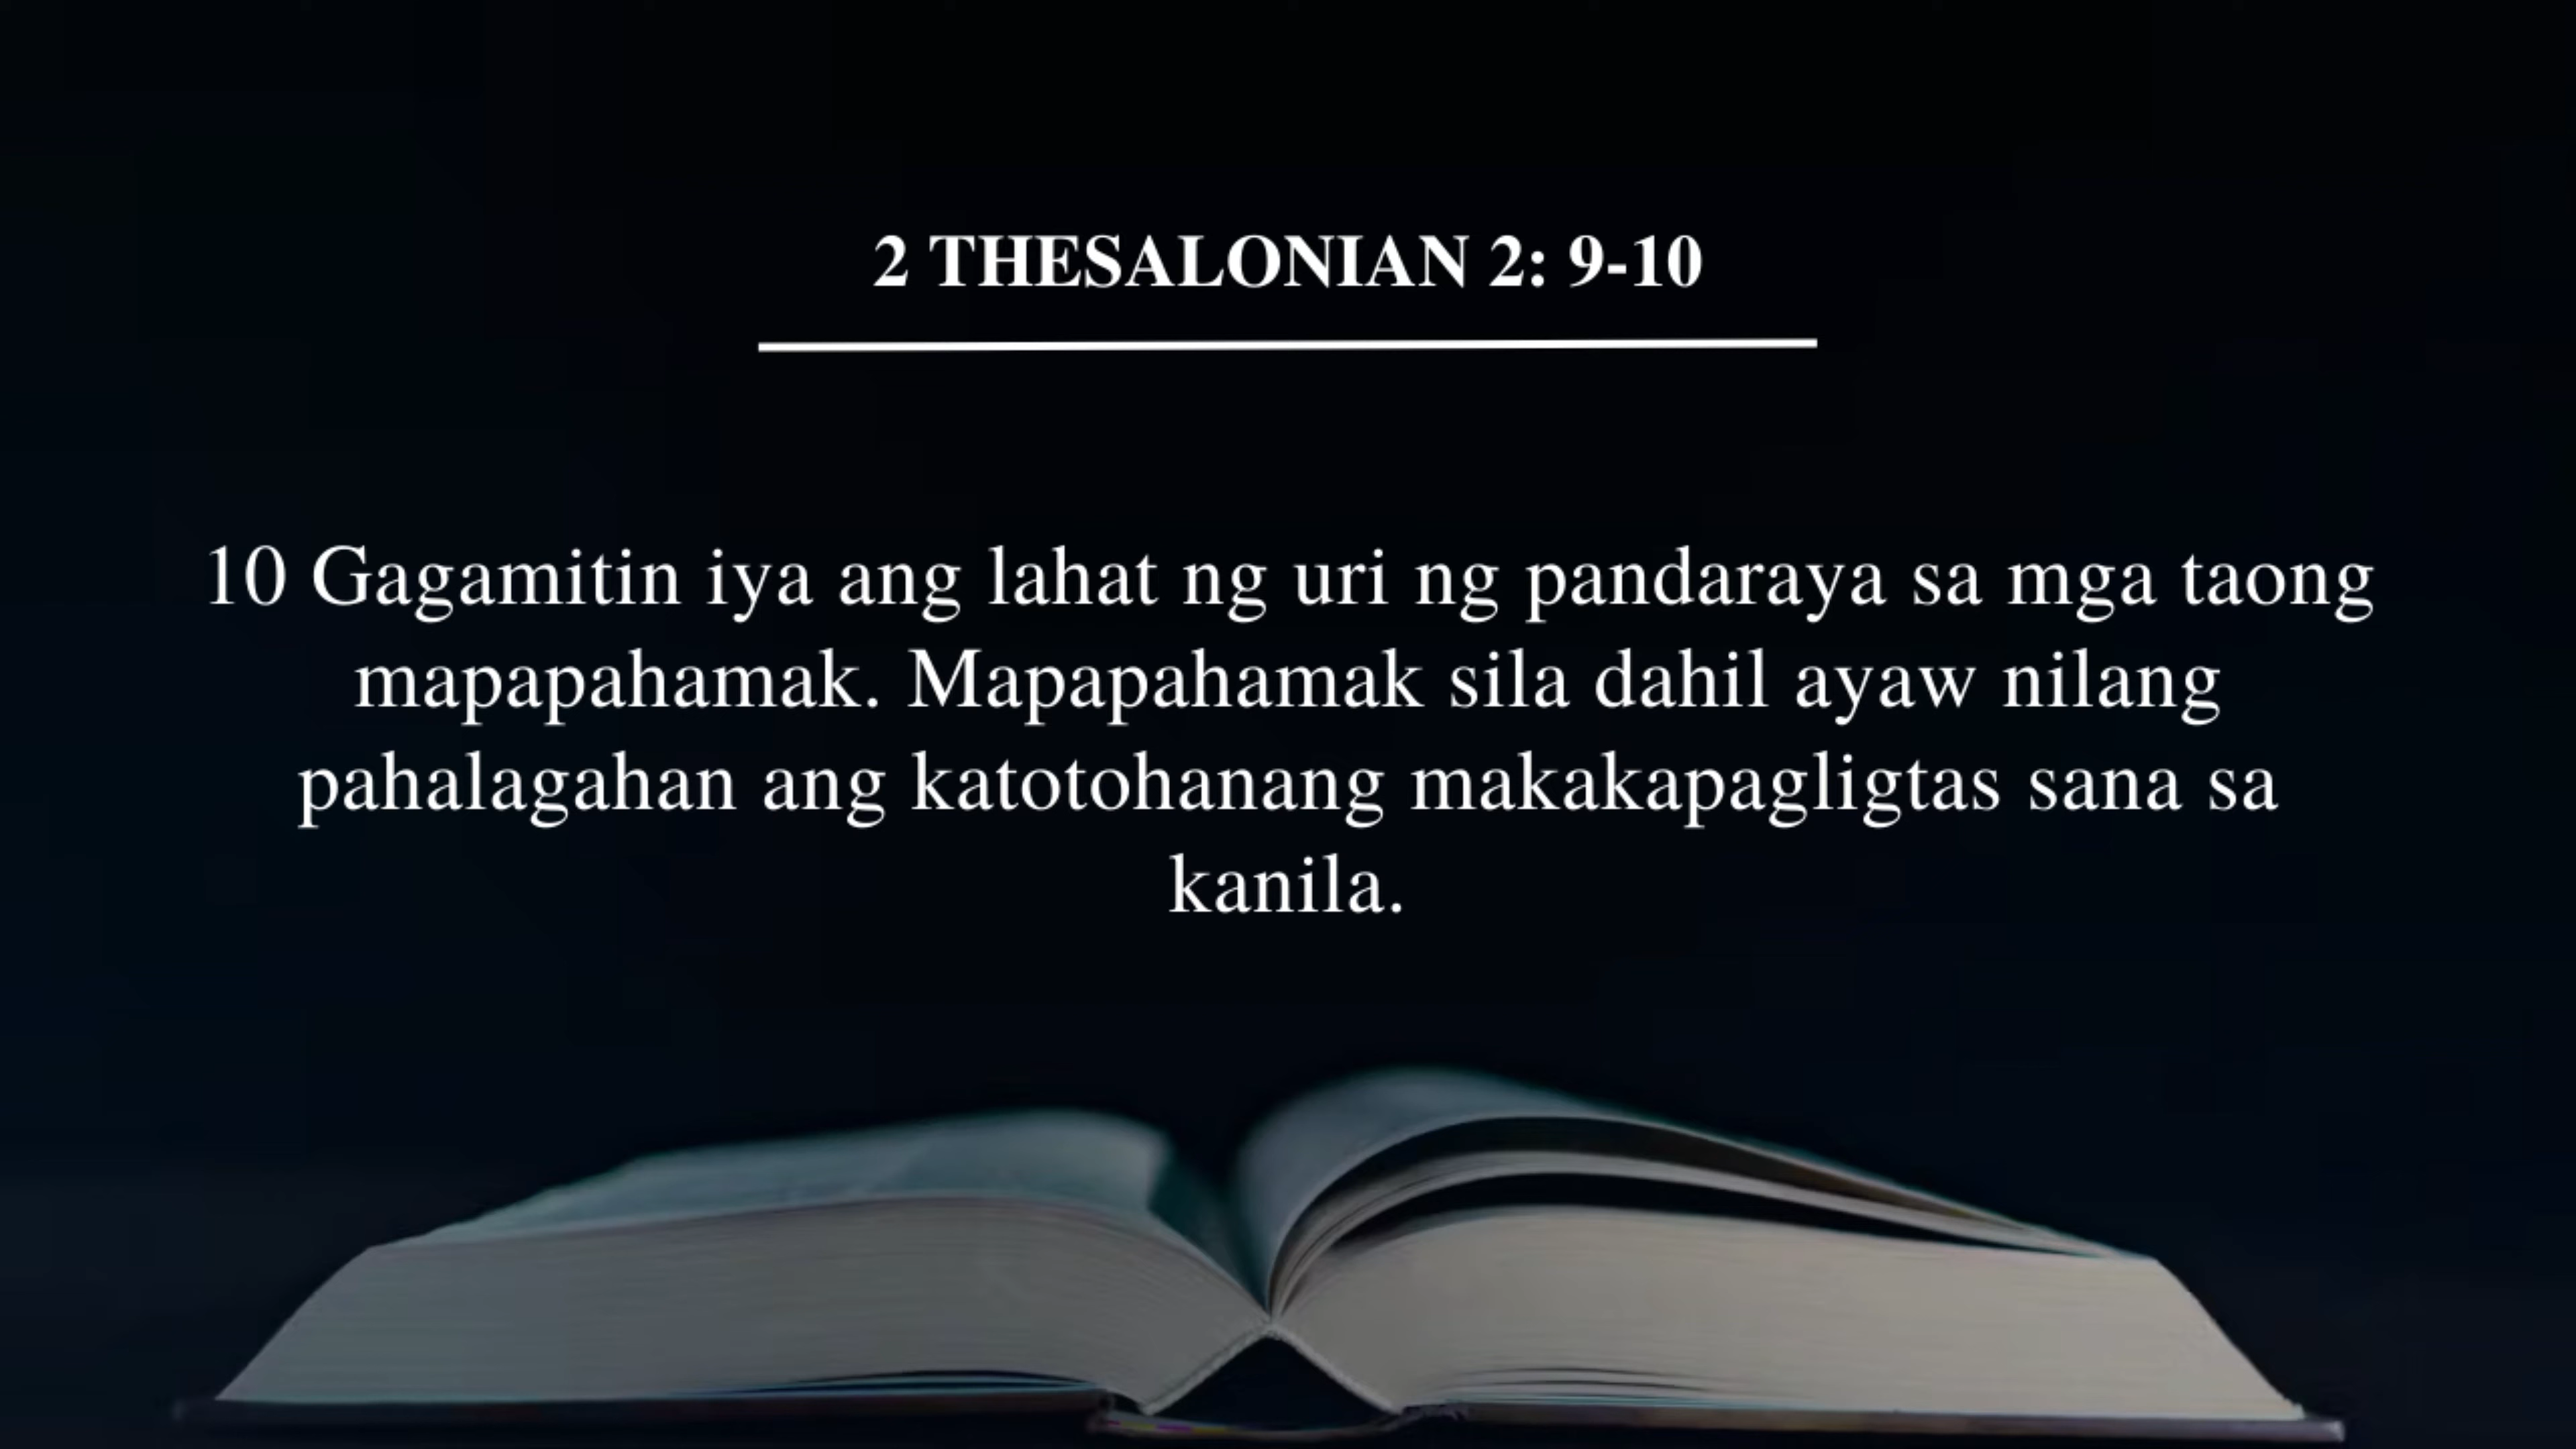 2 THESALONIAN 2: 9-10
10 Gagamitin iya ang lahat ng uri ng pandaraya sa mga taong
mapapahamak. Mapapahamak sila dahil ayaw nilang
pahalagahan ang katotohanang makakapagligtas sana sa
kanila.